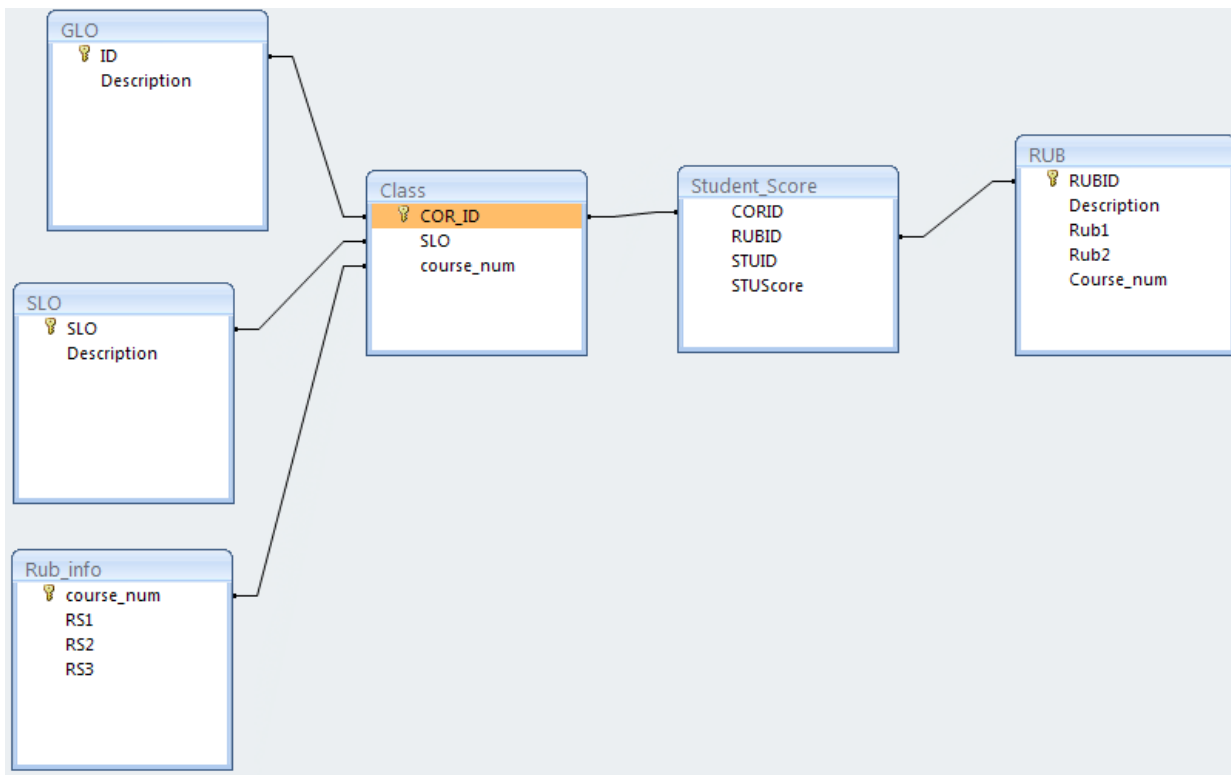 GLO
ID
Description
SLO
SLO
Description
Rub_info
course_num
RS1
RS2
RS3
Class
COR_ID
SLO
course_num
Student_Score
CORID
RUBID
STUID
STUScore
RUB
RUBID
Description
Rub1
Rub2
Course_num